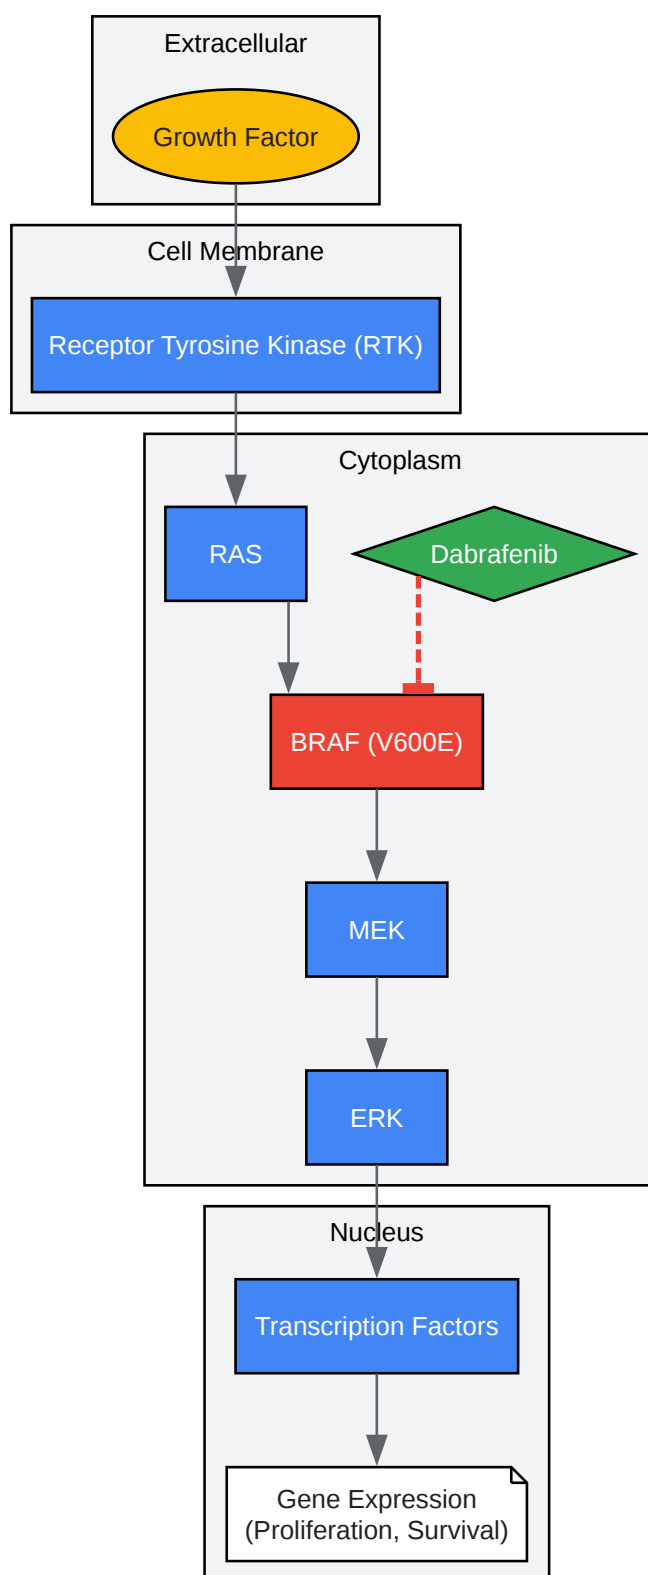 Extracellular
Growth Factor
Cell Membrane
Receptor Tyrosine Kinase (RTK)
Cytoplasm
RAS
Dabrafenib
BRAF (V600E)
MEK
ERK
Nucleus
Transcription Factors
Gene Expression
(Proliferation, Survival)